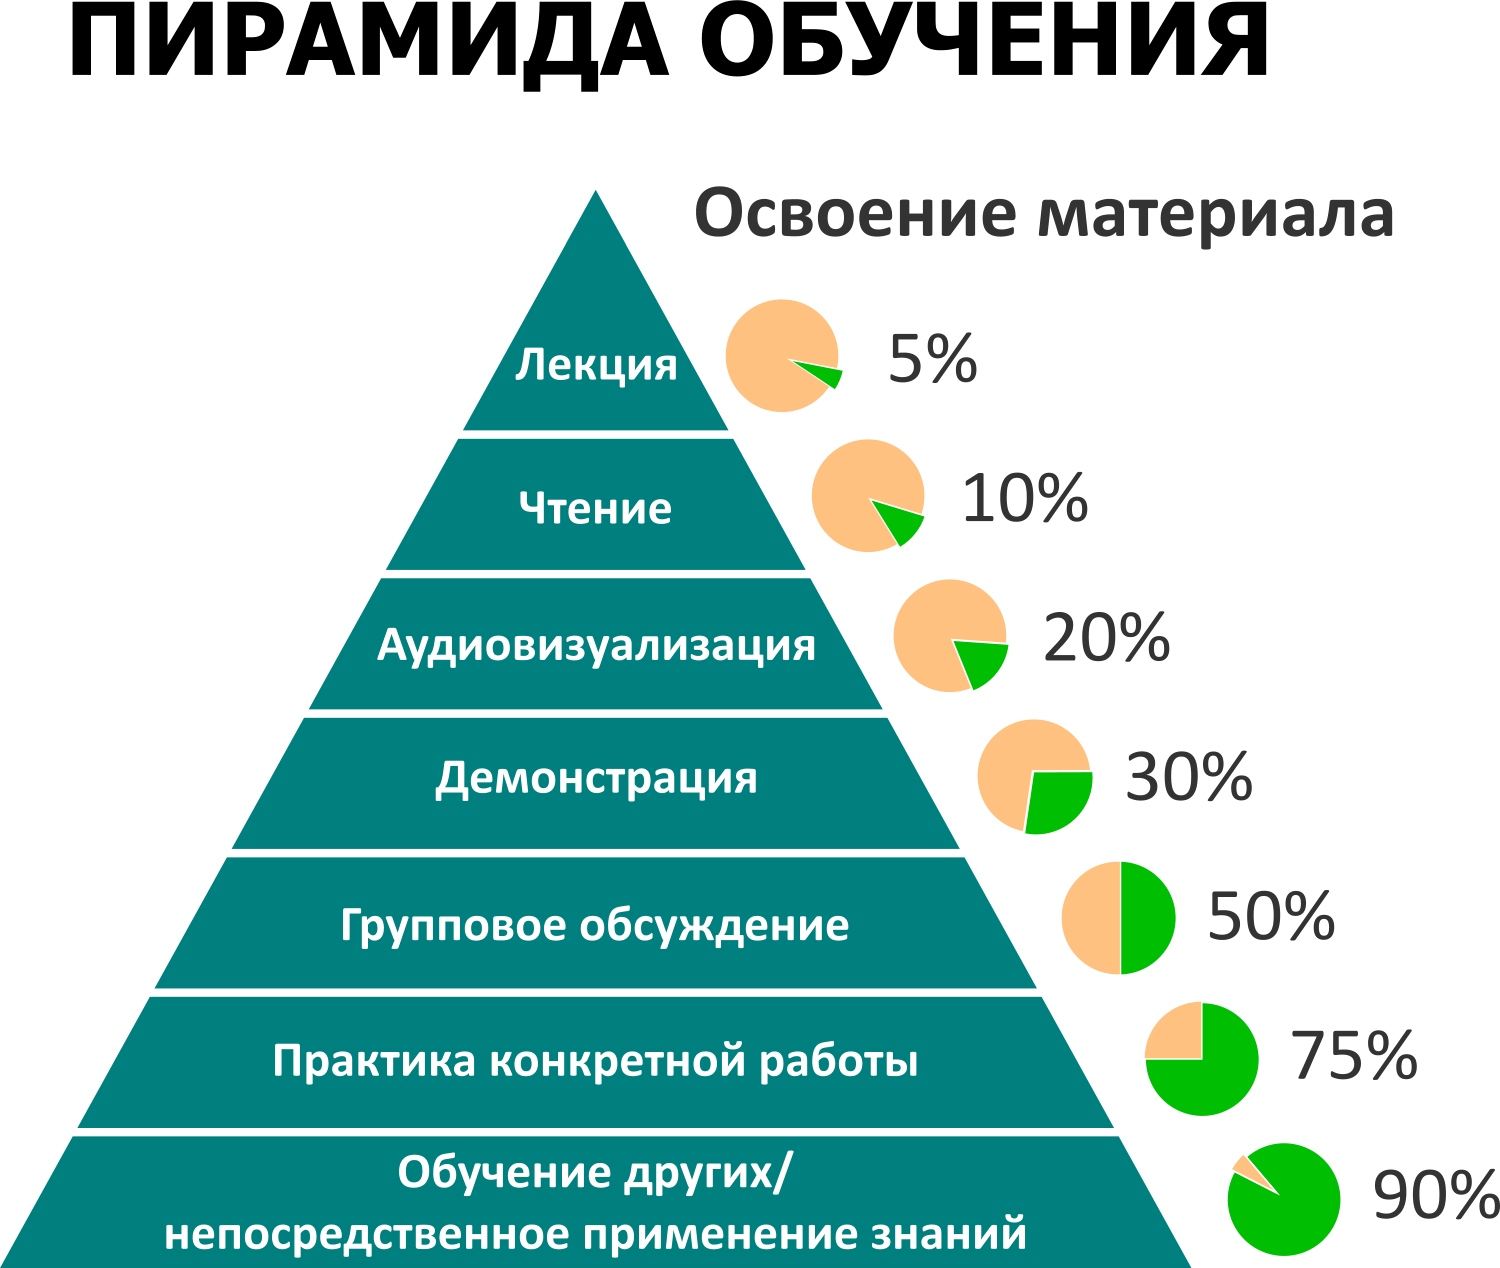 ПИРАМИДА ОБУЧЕНИЯ
Освоение материала
Лекция
5%
Чтение
10%
Аудиовизуализация
20%
Демонстрация
30%
Групповое обсуждение
50%
Практика конкретной работы
75%
Обучение других/
непосредственное применение знаний
90%